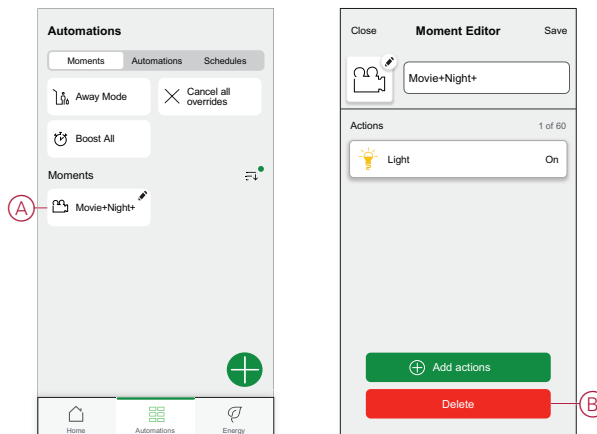 Automations
Moments Automations Schedules
Away Mode
Cancel all
overrides
Boost All
Moments
A
Movie+Night+
Home Automations Energy
Close Moment Editor Save
Movie+Night+
Actions 1 of 60
Light On
Add actions
Delete
B